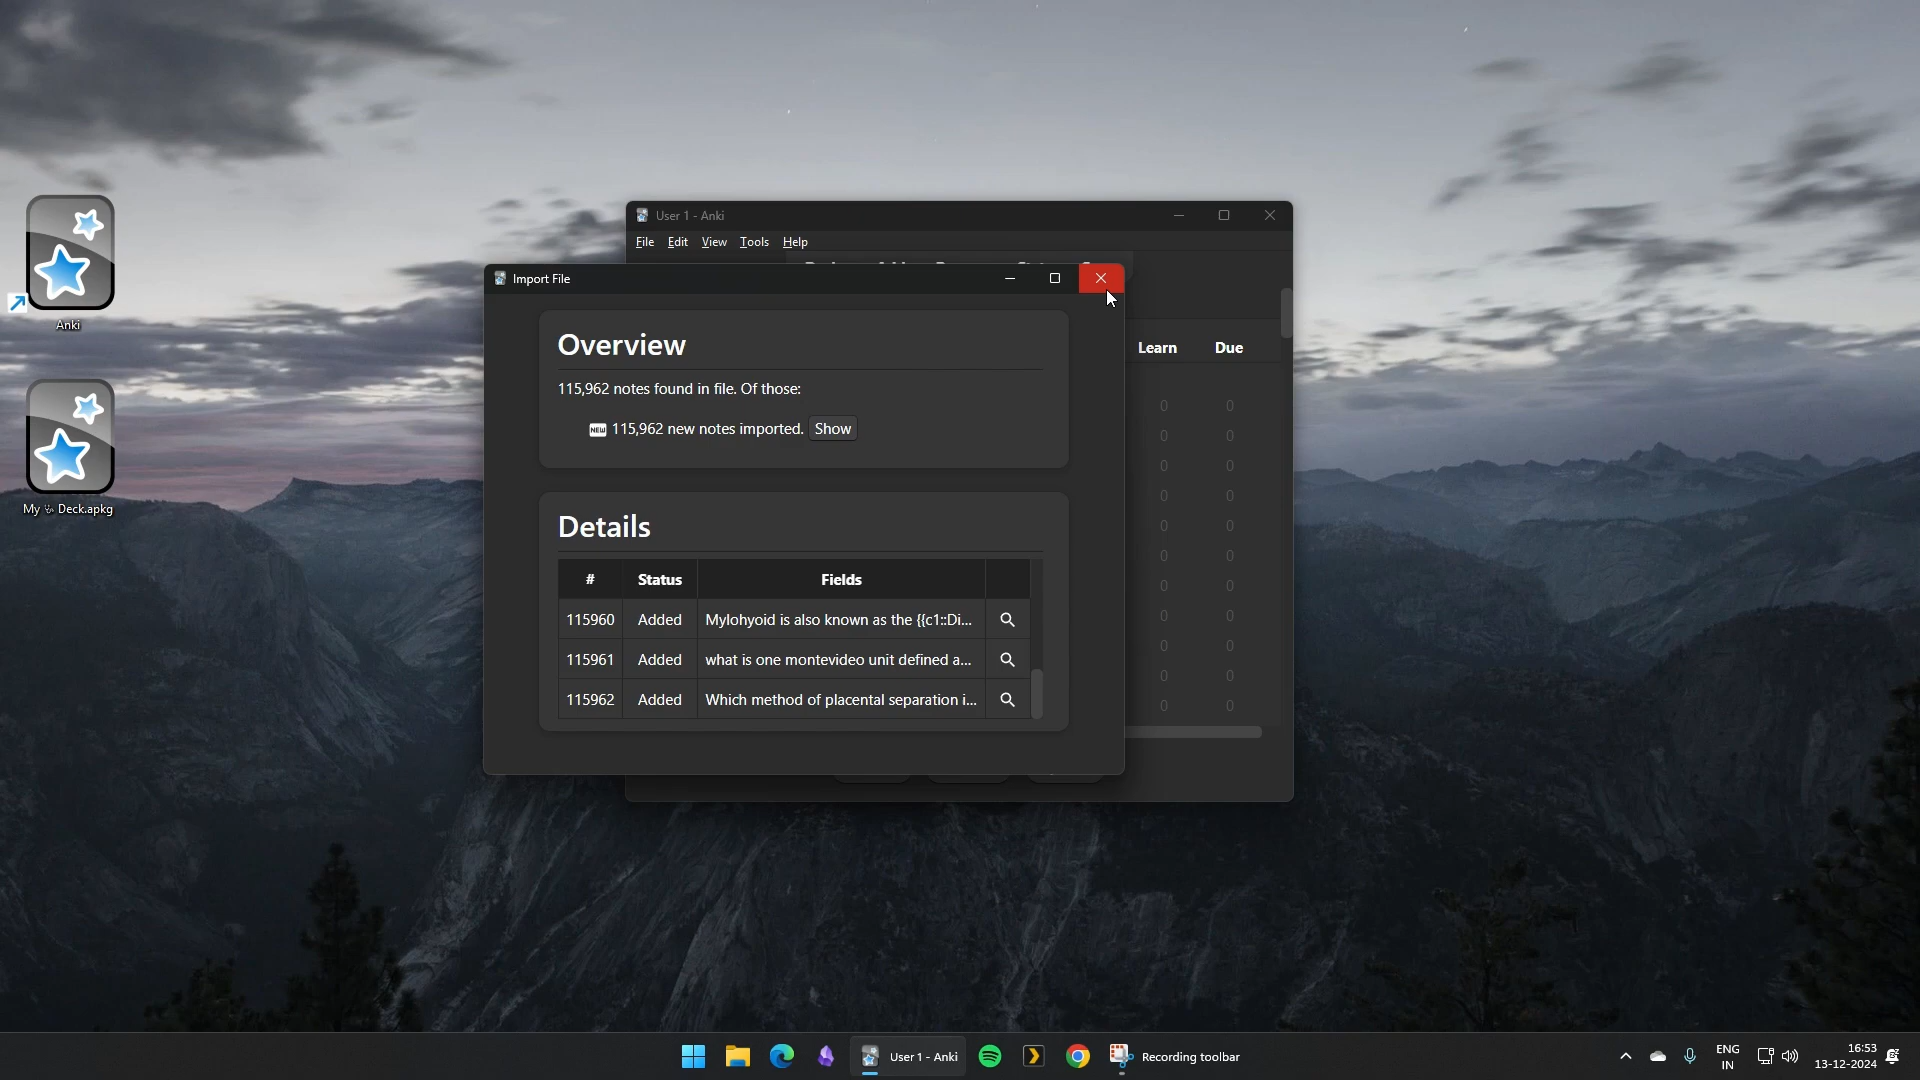 Anki
My 🩺 Deck.apkg
User 1 - Anki
File Edit View Tools Help
Import File
Learn Due
Overview
115,962 notes found in file. Of those:
NEW 115,962 new notes imported. Show
Details
# Status Fields
115960 Added Mylohyoid is also known as the {{c1::Di...
115961 Added what is one montevideo unit defined a...
115962 Added Which method of placental separation i...
0 0
0 0
0 0
0 0
0 0
0 0
0 0
0 0
0 0
0 0
0 0
User 1 - Anki
Recording toolbar
ENG
IN
16:53
13-12-2024